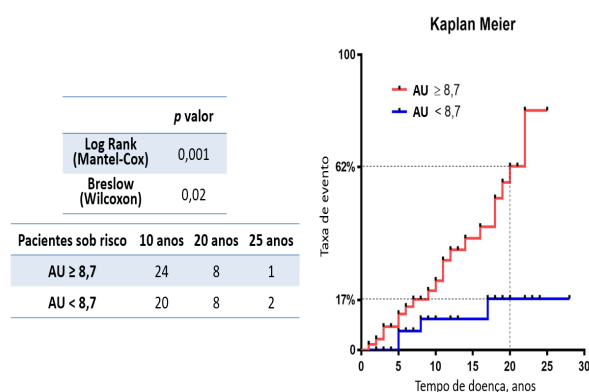 p valor
Log Rank
(Mantel-Cox)
0,001
Breslow
(Wilcoxon)
0,02
Pacientes sob risco 10 anos 20 anos 25 anos
AU ≥ 8,7 24 8 1
AU < 8,7 20 8 2
Kaplan Meier
100
AU ≥ 8,7
AU < 8,7
62%
17%
0
Taxa de evento
0 5 10 15 20 25 30
Tempo de doença, anos